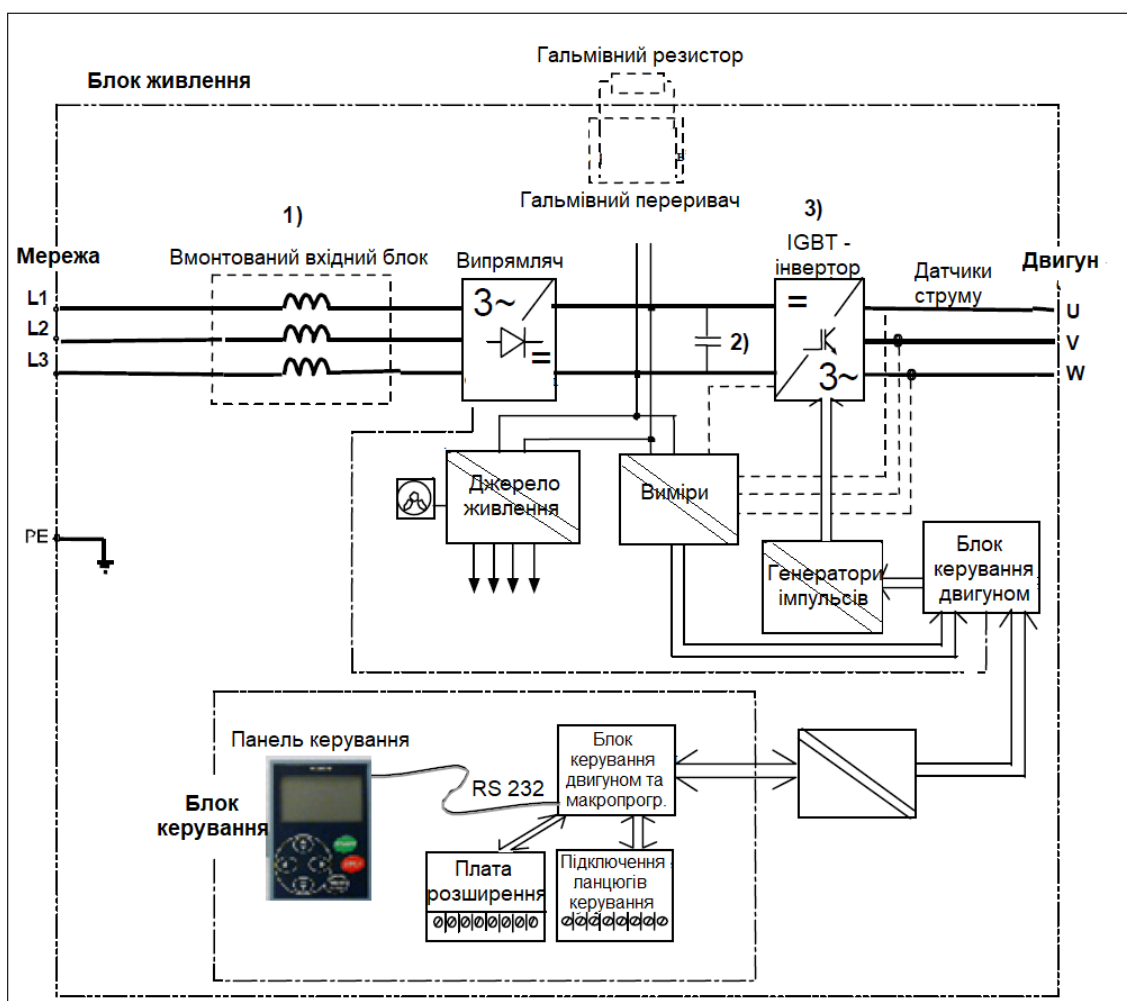 Гальмівний резистор
Блок живлення
Гальмівний переривач
1)
3)
Мережа
Вмонтований вхідний блок
Випрямляч
IGBT -
інвертор
Датчики
струму
Двигун
L1
L2
L3
3~
=
2)
=
3~
U
V
W
Джерело
живлення
Виміри
PE
Генератори
імпульсів
Блок
керування
двигуном
Панель керування
RS 232
Блок
керування
Блок
керування
двигуном та
макропрогр.
Плата
розширення
Підключення
ланцюгів
керування